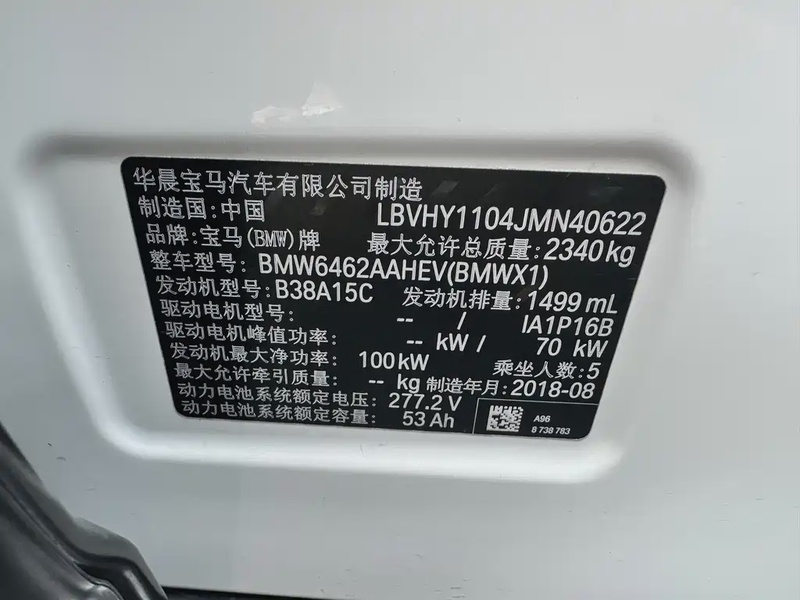 华晨宝马汽车有限公司制造
制造国:中国 LBVHY1104JMN40622
品牌:宝马(BMW)牌 最大允许总质量:2340kg
整车型号: BMW6462AAHEV(BMWX1)
发动机型号:B38A15C 发动机排量:1499 mL
驱动电机型号: -- / IA1P16B
驱动电机峰值功率: -- kW / 70 kW
发动机最大净功率: 100kW 乘坐人数:5
最大允许牵引质量: -- kg 制造年月:2018-08
动力电池系统额定电压:277.2 V
动力电池系统额定容量: 53 Ah
A96
8 738 783